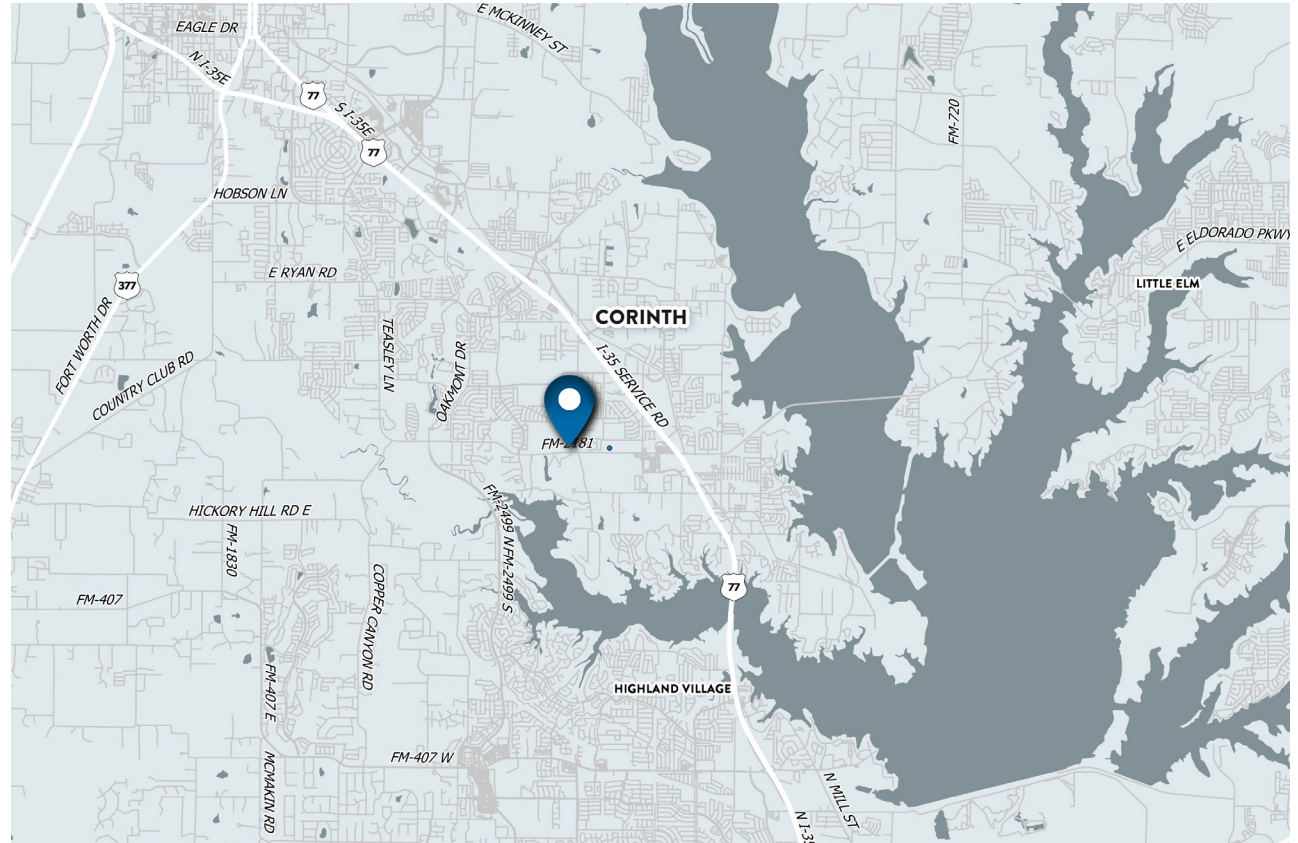 EAGLE DR
E MCKINNEY ST
N I-35E
77
S I-35E
77
FM-720
HOBSON LN
E ELDORADO PKWY
E RYAN RD
377
LITTLE ELM
FORT WORTH DR
TEASLEY LN
CORINTH
COUNTRY CLUB RD
OAKMONT DR
I-35 SERVICE RD
FM-2181
HICKORY HILL RD E
FM-2499 N
FM-2499 S
FM-1830
COPPER CANYON RD
77
FM-407
FM-407 E
HIGHLAND VILLAGE
FM-407 W
MCMAKIN RD
N MILL ST
N I-35